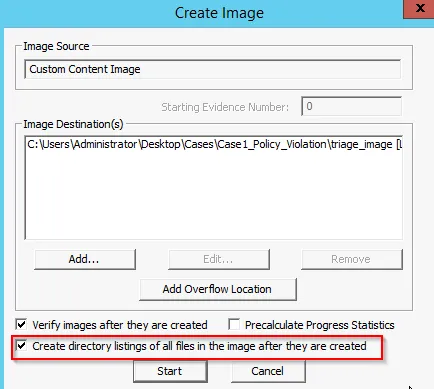 Create Image
X
Image Source
Custom Content Image
Starting Evidence Number:
0
Image Destination(s)
C:\Users\Administrator\Desktop\Cases\Case1_Policy_Violation\triage_image [
Add...
Edit...
Remove
Add Overflow Location
Verify images after they are created
Precalculate Progress Statistics
Create directory listings of all files in the image after they are created
Start
Cancel